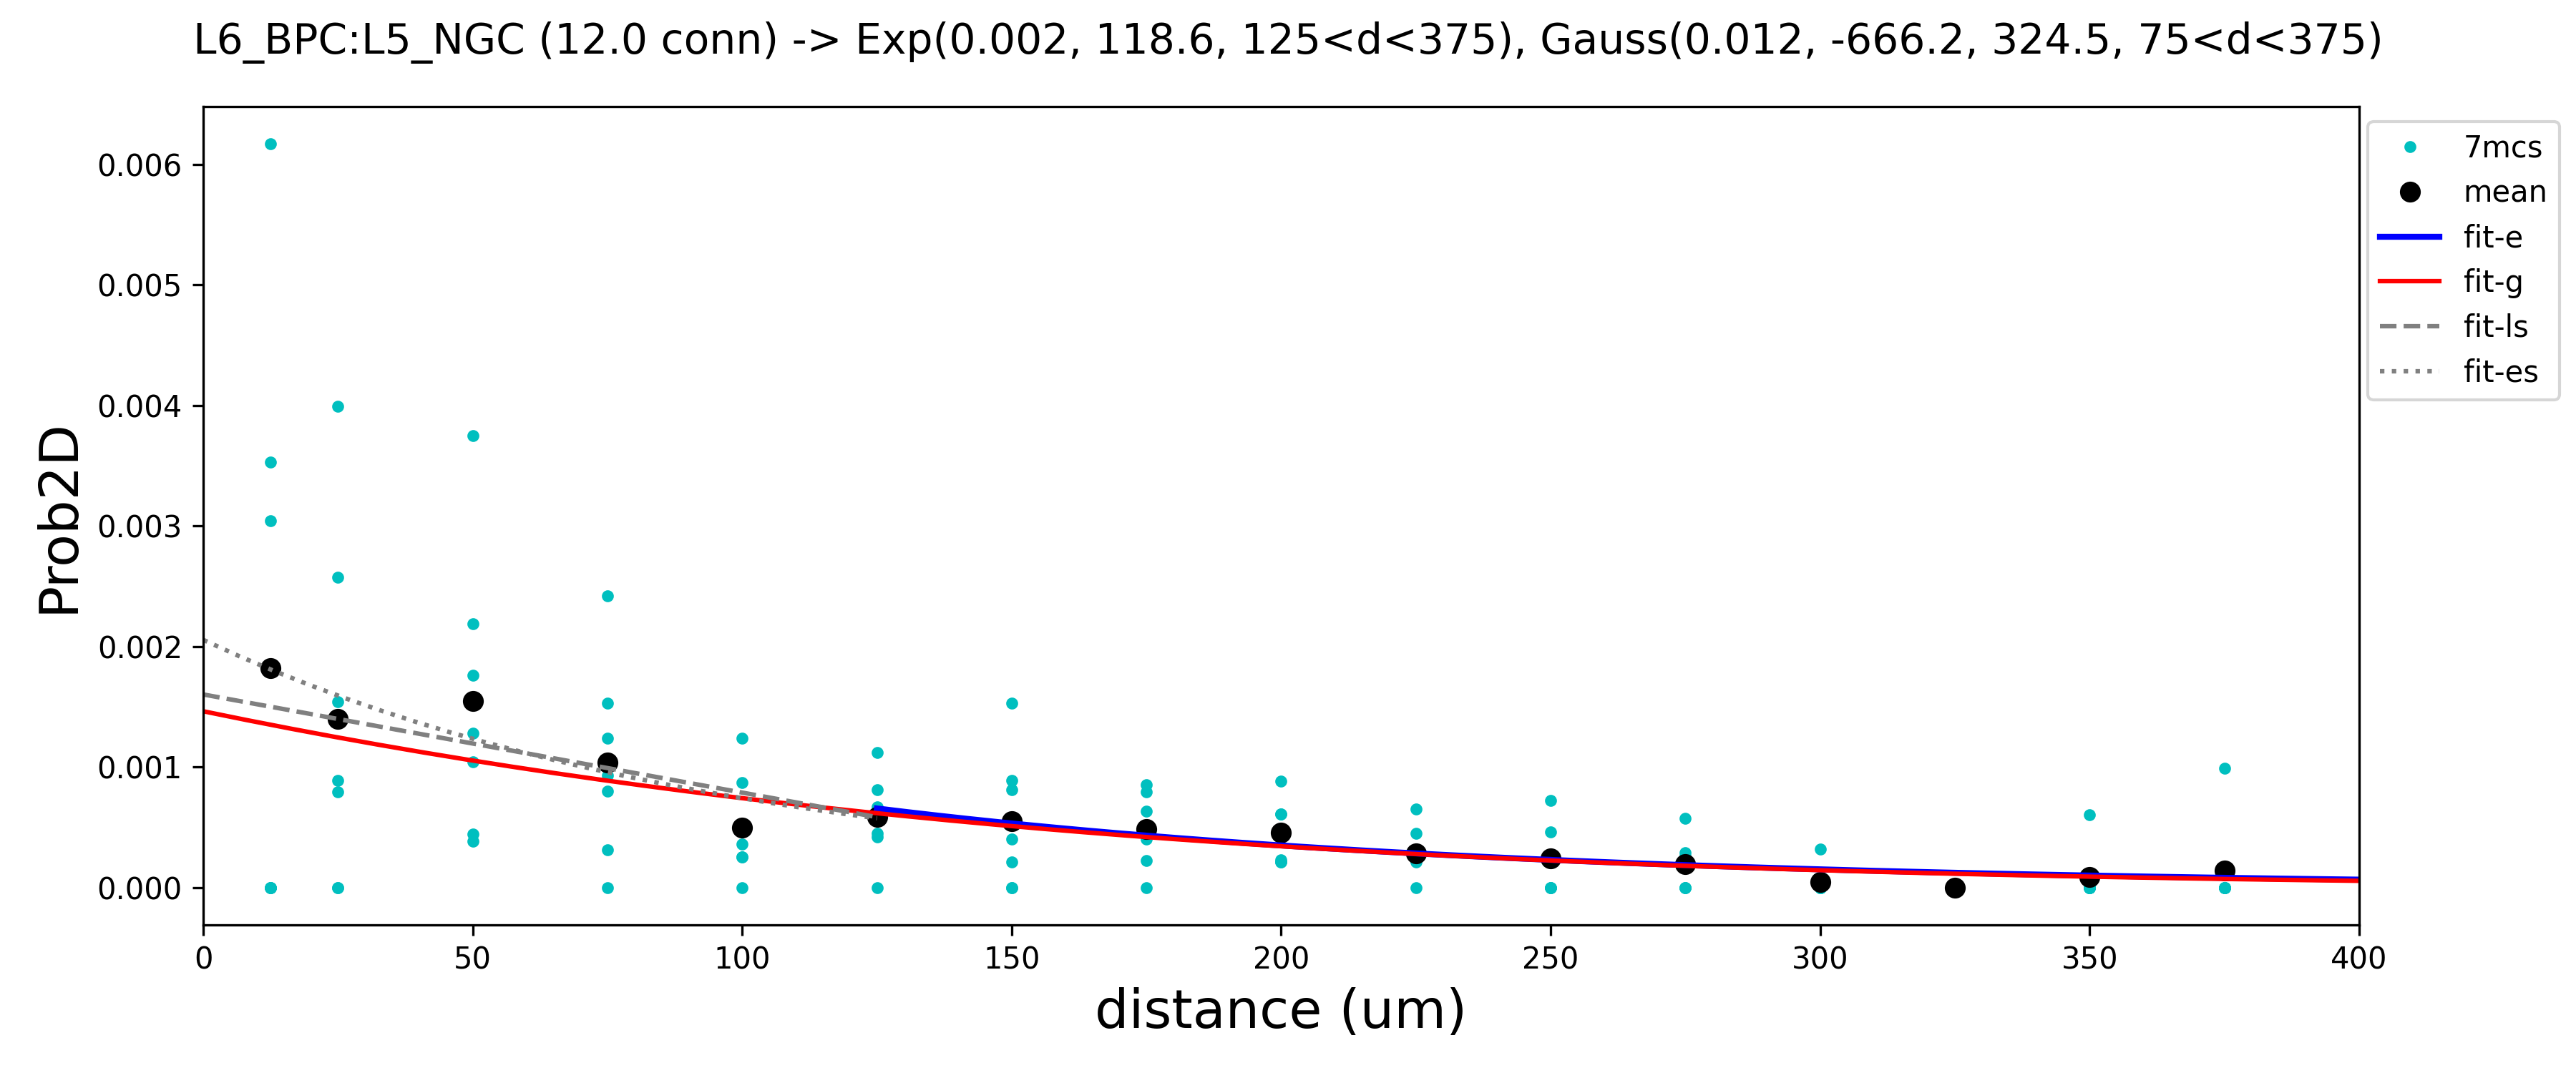 L6_BPC:L5_NGC (12.0 conn) -> Exp(0.002, 118.6, 125<d<375), Gauss(0.012, -666.2, 324.5, 75<d<375)
7mcs
mean
fit-e
fit-g
fit-ls
fit-es
Prob2D
0.006
0.005
0.004
0.003
0.002
0.001
0.000
0 50 100 150 200 250 300 350 400
distance (um)